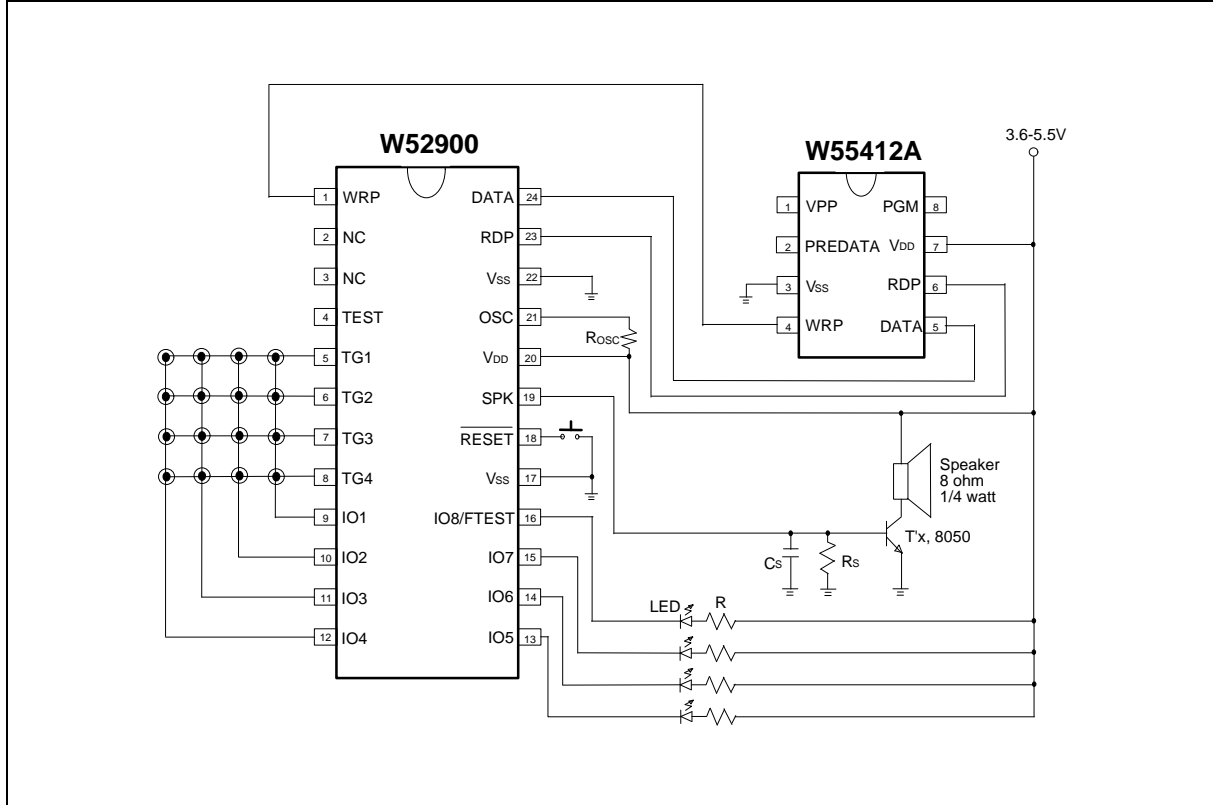 W52900
W55412A
3.6-5.5V
1 WRP
2 NC
3 NC
4 TEST
5 TG1
6 TG2
7 TG3
8 TG4
9 IO1
10 IO2
11 IO3
12 IO4
DATA 24
RDP 23
VSS 22
OSC 21
VDD 20
SPK 19
RESET 18
VSS 17
IO8/FTEST 16
IO7 15
IO6 14
IO5 13
ROSC
1 VPP
2 PREDATA
3 VSS
4 WRP
PGM 8
VDD 7
RDP 6
DATA 5
Speaker
8 ohm
1/4 watt
T'x, 8050
CS
RS
LED
R